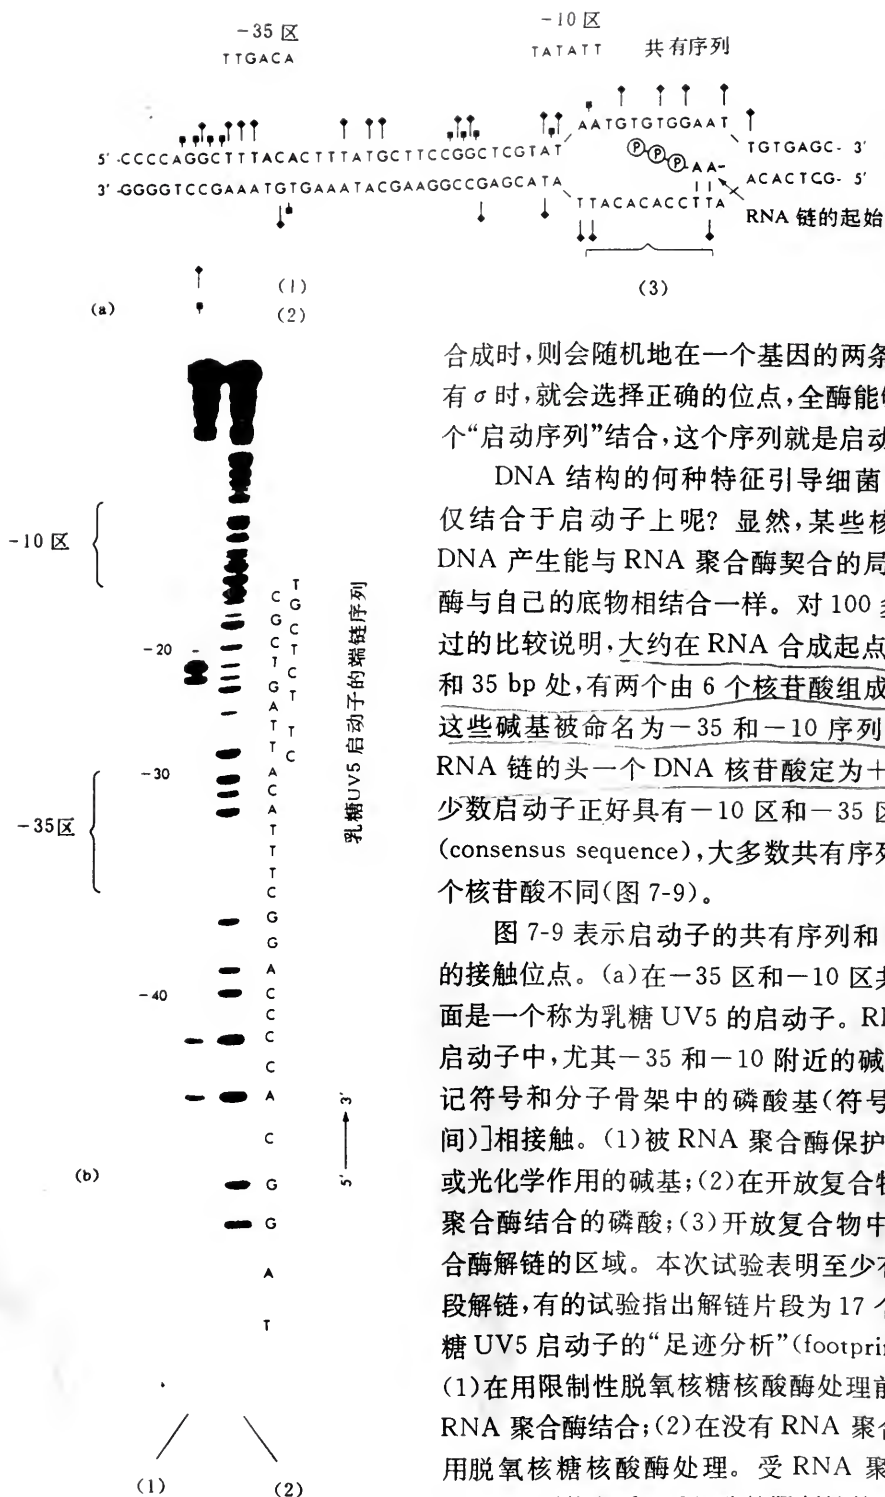 -35区
-10区
TTGACA
TATATT
共有序列
AATGTGTGGAAT
5′-CCCCAGGCTTTACACTTTATGCTTCCGGCTCGTAT
TGTGAGC- 3′
P P P -AA-
3′-GGGGTCCGAAATGTGAAATACGAAGGCCGAGCATA
ACACTCG- 5′
TTACACACCTTA
RNA 链的起始
(1)
(3)
(a)
(2)
合成时,则会随机地在一个基因的两条
有σ时,就会选择正确的位点,全酶能
个“启动序列”结合,这个序列就是启动
DNA 结构的何种特征引导细菌
仅结合于启动子上呢? 显然,某些核
DNA 产生能与 RNA 聚合酶契合的局
酶与自己的底物相结合一样。对 100
过的比较说明,大约在 RNA 合成起点
和 35 bp 处,有两个由 6 个核苷酸组成
这些碱基被命名为-35 和-10 序列
RNA 链的头一个 DNA 核苷酸定为+
少数启动子正好具有-10 区和-35 区
(consensus sequence),大多数共有序列
个核苷酸不同(图 7-9)。
图 7-9 表示启动子的共有序列和
的接触位点。(a)在-35 区和-10 区共
面是一个称为乳糖 UV5 的启动子。R
启动子中,尤其-35 和-10 附近的碱
记符号和分子骨架中的磷酸基(符号
间)]相接触。(1)被 RNA 聚合酶保护
或光化学作用的碱基;(2)在开放复合物
聚合酶结合的磷酸;(3)开放复合物中
合酶解链的区域。本次试验表明至少有
段解链,有的试验指出解链片段为 17 个
糖 UV5 启动子的“足迹分析”(footprin
(1)在用限制性脱氧核糖核酸酶处理前
RNA 聚合酶结合;(2)在没有 RNA 聚合
用脱氧核糖核酸酶处理。受 RNA 聚
-10 区
-20
-30
-35区
-40
T
G
C
T
C
T
T
C
C
G
C
T
G
A
T
T
A
C
A
T
T
T
C
G
G
A
C
C
C
C
A
C
G
G
A
T
乳糖UV5 启动子的端链序列
5′ 3′
(b)
(1)
(2)